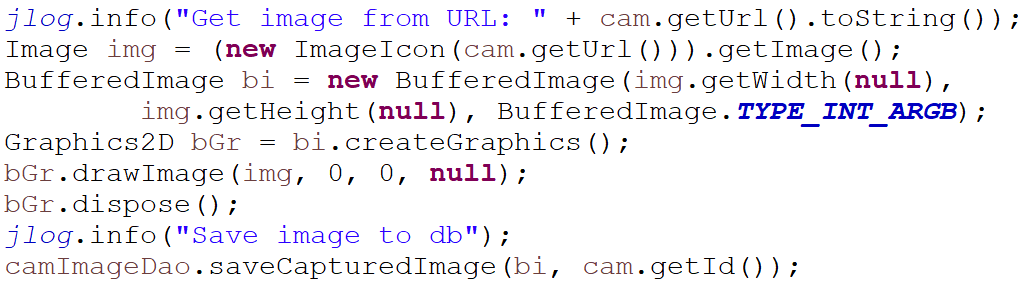 jlog.info("Get image from URL: " + cam.getUrl().toString());
Image img = (new ImageIcon(cam.getUrl())).getImage();
BufferedImage bi = new BufferedImage(img.getWidth(null),
        img.getHeight(null), BufferedImage.TYPE_INT_ARGB);
Graphics2D bGr = bi.createGraphics();
bGr.drawImage(img, 0, 0, null);
bGr.dispose();
jlog.info("Save image to db");
camImageDao.saveCapturedImage(bi, cam.getId());